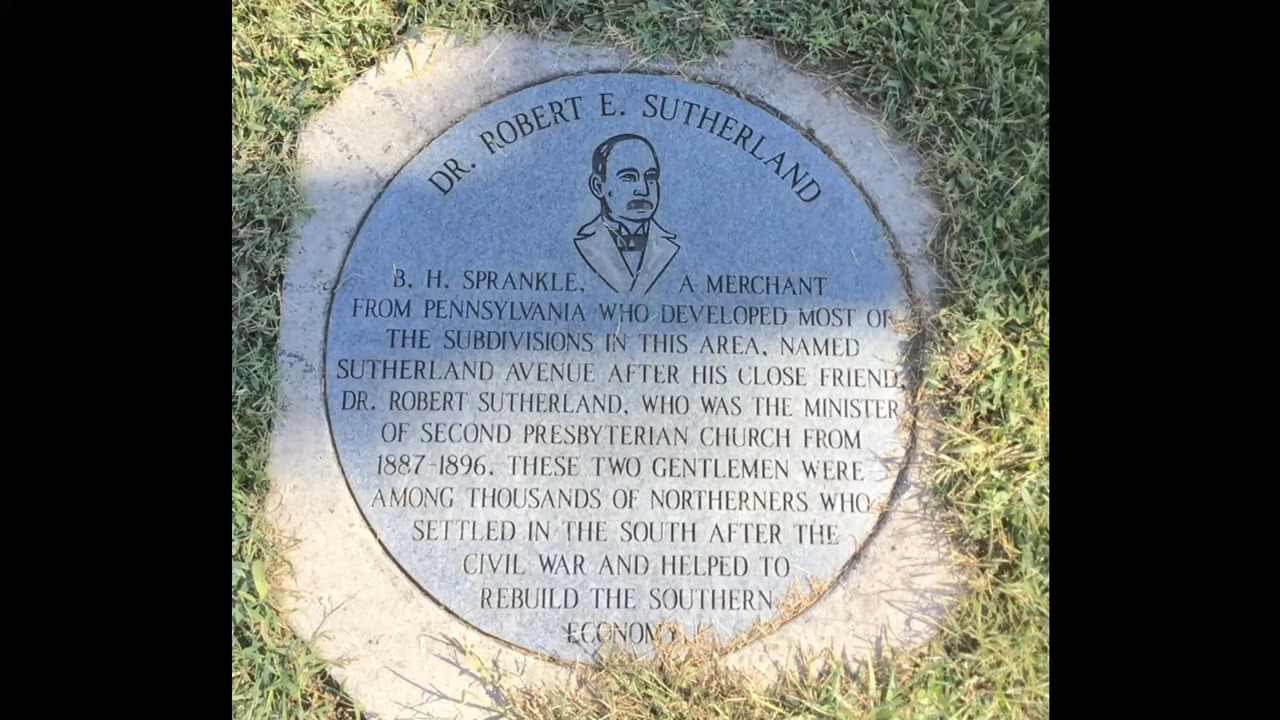 DR. ROBERT E. SUTHERLAND
B. H. SPRANKLE, A MERCHANT
FROM PENNSYLVANIA WHO DEVELOPED MOST OF
THE SUBDIVISIONS IN THIS AREA, NAMED
SUTHERLAND AVENUE AFTER HIS CLOSE FRIEND
DR. ROBERT SUTHERLAND, WHO WAS THE MINISTER
OF SECOND PRESBYTERIAN CHURCH FROM
1887-1896. THESE TWO GENTLEMEN WERE
AMONG THOUSANDS OF NORTHERNERS WHO
SETTLED IN THE SOUTH AFTER THE
CIVIL WAR AND HELPED TO
REBUILD THE SOUTHERN
ECONOMY.